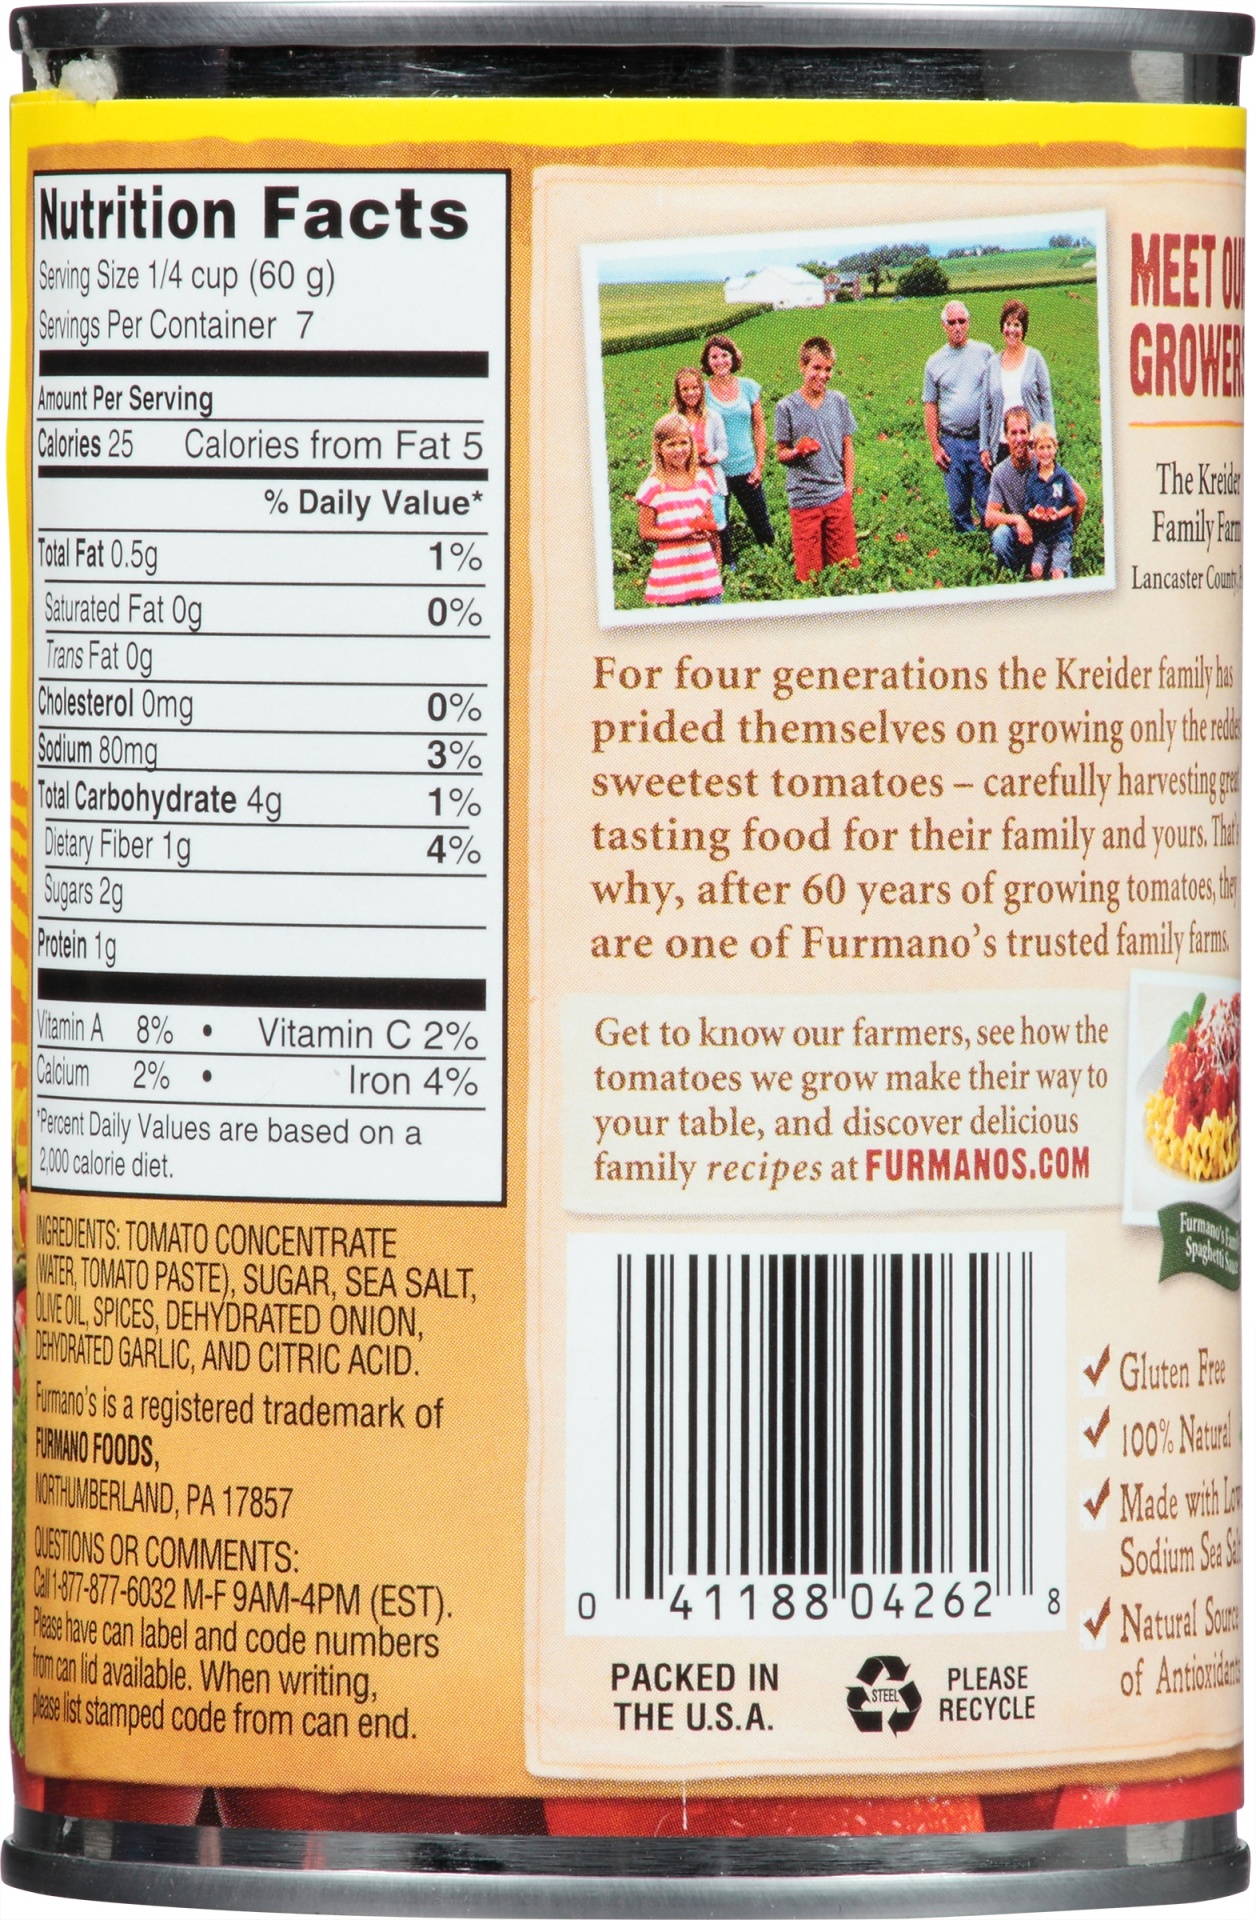 Nutrition Facts
Serving Size 1/4 cup (60 g)
Servings Per Container 7
Amount Per Serving
Calories 25 Calories from Fat 5
% Daily Value*
Total Fat 0.5g 1%
Saturated Fat 0g 0%
Trans Fat 0g
Cholesterol 0mg 0%
Sodium 80mg 3%
Total Carbohydrate 4g 1%
Dietary Fiber 1g 4%
Sugars 2g
Protein 1g
Vitamin A 8% • Vitamin C 2%
Calcium 2% • Iron 4%
*Percent Daily Values are based on a
2,000 calorie diet.
INGREDIENTS: TOMATO CONCENTRATE
(WATER, TOMATO PASTE), SUGAR, SEA SALT,
OLIVE OIL, SPICES, DEHYDRATED ONION,
DEHYDRATED GARLIC, AND CITRIC ACID.
Furmano's is a registered trademark of
FURMANO FOODS,
NORTHUMBERLAND, PA 17857
QUESTIONS OR COMMENTS:
Call 1-877-877-6032 M-F 9AM-4PM (EST).
Please have can label and code numbers
from can lid available. When writing,
please list stamped code from can end.
MEET
GROWERS
The Kreider
Family Farm
Lancaster County,
For four generations the Kreider family has
prided themselves on growing only the
sweetest tomatoes – carefully harvesting
tasting food for their family and yours. That's
why, after 60 years of growing tomatoes, they
are one of Furmano's trusted family farms.
Get to know our farmers, see how the
tomatoes we grow make their way to
your table, and discover delicious
family recipes at FURMANOS.COM
Furmano's
Spaghetti
0 41188 04262 8
PACKED IN
THE U.S.A.
STEEL
PLEASE
RECYCLE
✓ Gluten Free
✓ 100% Natural
✓ Made with Low
Sodium Sea Salt
✓ Natural Source
of Antioxidants